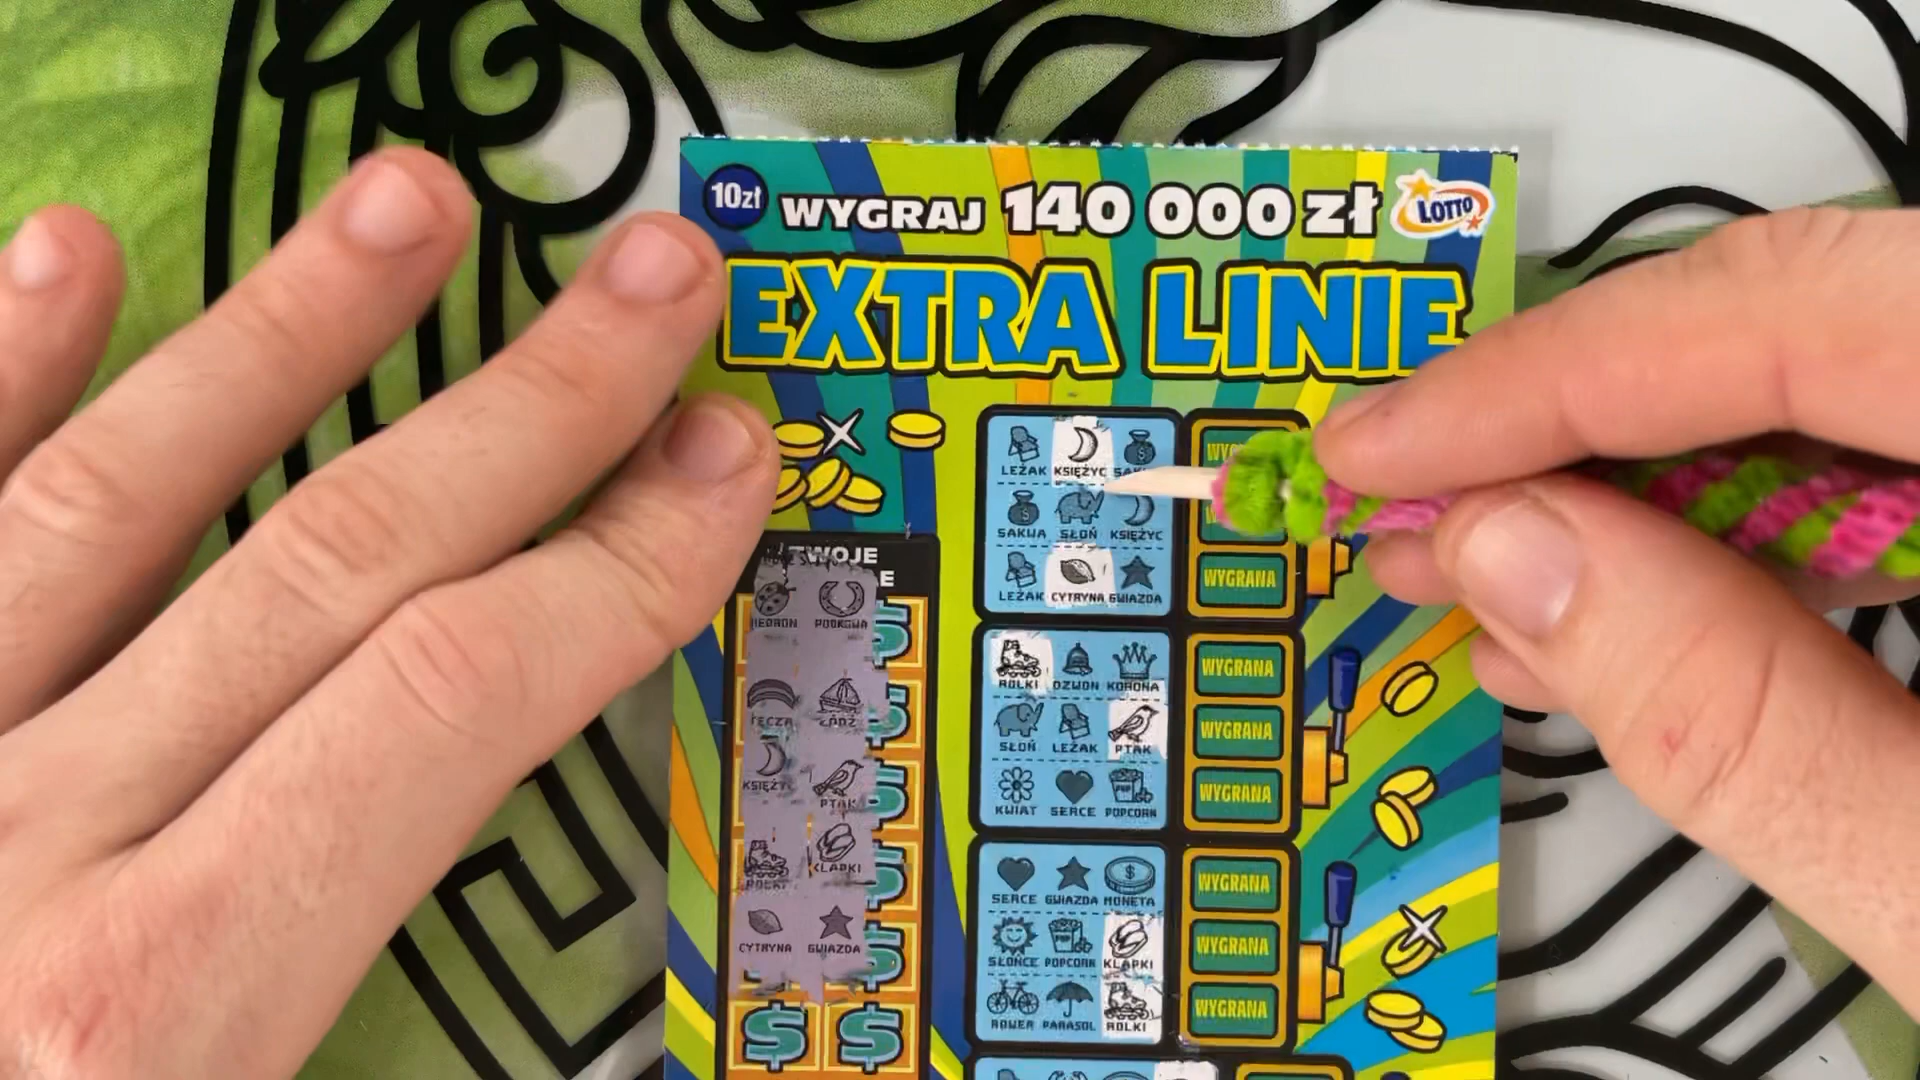 10zł WYGRAJ 140 000 zł LOTTO
EXTRA LINIE
LEŻAK KSIĘŻYC
SAKWA SŁOŃ KSIĘŻYC
LEŻAK CYTRYNA GWIAZDA
WYGRANA
TWOJE
PODKOWA
TĘCZA ŁÓDŹ
PTAK
ROLKI KLAPKI
CYTRYNA GWIAZDA
ROLKI DZWON KORONA
SŁOŃ LEŻAK PTAK
KWIAT SERCE POPCORN
WYGRANA
WYGRANA
WYGRANA
SERCE GWIAZDA MONETA
SŁOŃCE POPCORN KLAPKI
ROWER PARASOL ROLKI
WYGRANA
WYGRANA
WYGRANA